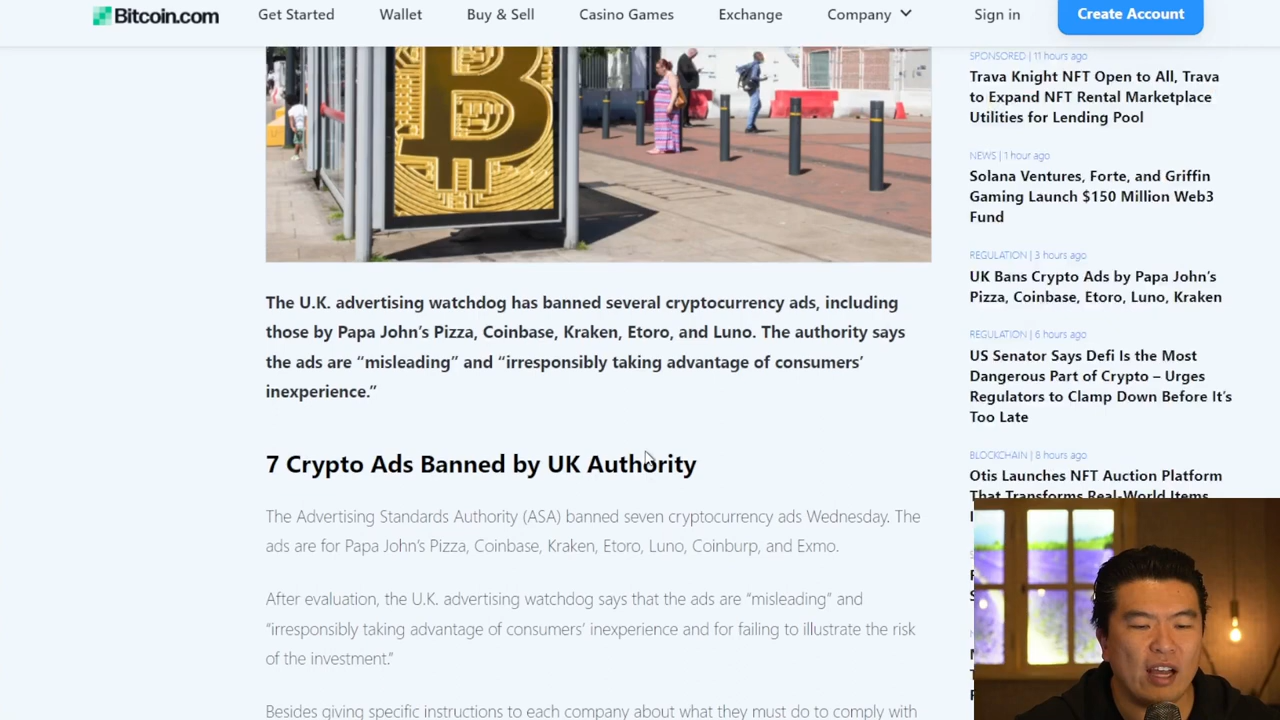 Bitcoin.com
Get Started
Wallet
Buy & Sell
Casino Games
Exchange
Company
Sign in
Create Account
The U.K. advertising watchdog has banned several cryptocurrency ads, including
those by Papa John’s Pizza, Coinbase, Kraken, Etoro, and Luno. The authority says
the ads are “misleading” and “irresponsibly taking advantage of consumers’
inexperience.”
7 Crypto Ads Banned by UK Authority
The Advertising Standards Authority (ASA) banned seven cryptocurrency ads Wednesday. The
ads are for Papa John’s Pizza, Coinbase, Kraken, Etoro, Luno, Coinburp, and Exmo.
After evaluation, the U.K. advertising watchdog says that the ads are “misleading” and
“irresponsibly taking advantage of consumers’ inexperience and for failing to illustrate the risk
of the investment.”
Besides giving specific instructions to each company about what they must do to comply with
SPONSORED | 11 hours ago
Trava Knight NFT Open to All, Trava
to Expand NFT Rental Marketplace
Utilities for Lending Pool
NEWS | 1 hour ago
Solana Ventures, Forte, and Griffin
Gaming Launch $150 Million Web3
Fund
REGULATION | 3 hours ago
UK Bans Crypto Ads by Papa John’s
Pizza, Coinbase, Etoro, Luno, Kraken
REGULATION | 6 hours ago
US Senator Says Defi Is the Most
Dangerous Part of Crypto – Urges
Regulators to Clamp Down Before It’s
Too Late
BLOCKCHAIN | 8 hours ago
Otis Launches NFT Auction Platform
That Transforms Real-World Items